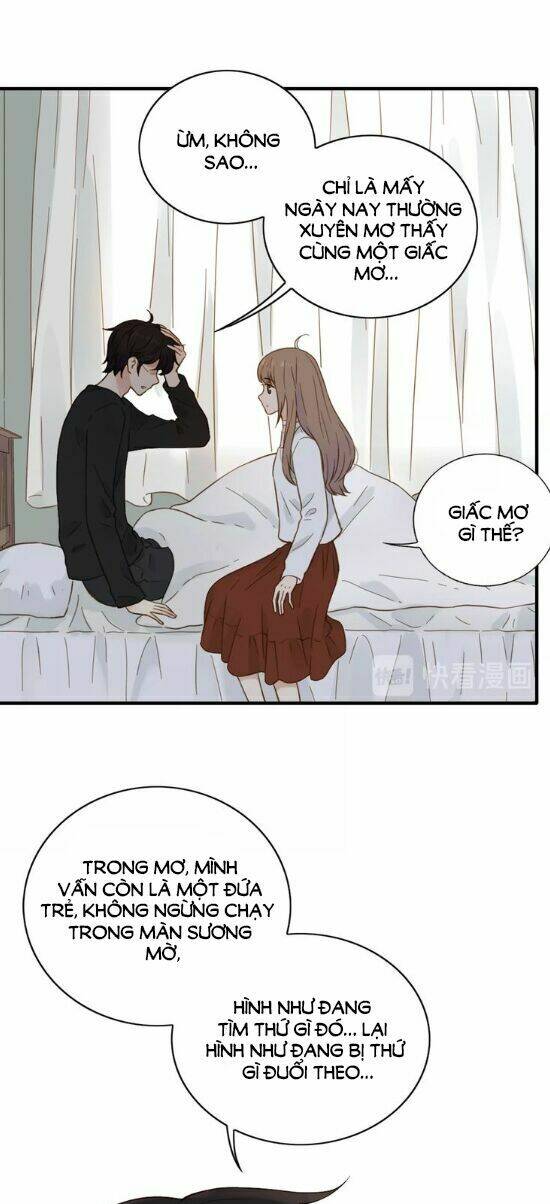 ỪM, KHÔNG
SAO...
CHỈ LÀ MẤY
NGÀY NAY THƯỜNG
XUYÊN MƠ THẤY
CÙNG MỘT GIẤC
MƠ...
GIẤC MƠ
GÌ THẾ?
快看! 快看漫画
TRONG MƠ, MÌNH
VẪN CÒN LÀ MỘT ĐỨA
TRẺ, KHÔNG NGỪNG CHẠY
TRONG MÀN SƯƠNG
MỜ,
HÌNH NHƯ ĐANG
TÌM THỨ GÌ ĐÓ... LẠI
HÌNH NHƯ ĐANG BỊ THỨ
GÌ ĐUỔI THEO...